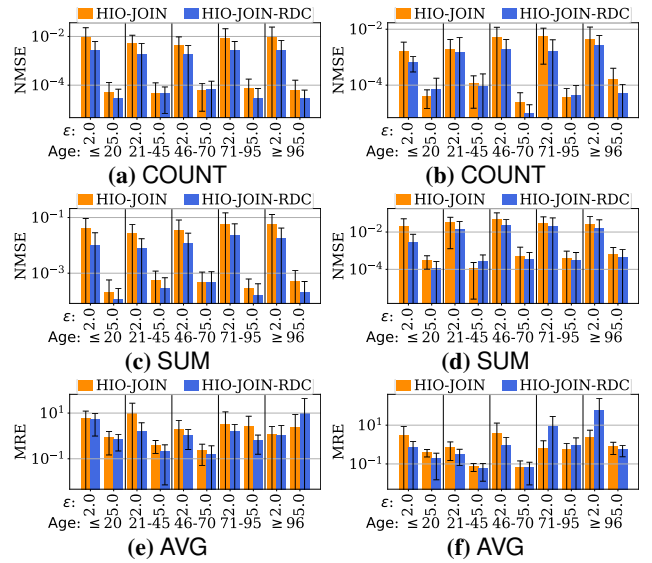 HIO-JOIN HIO-JOIN-RDC
NMSE
10⁻²
10⁻⁴
ε: 2.0 5.0 2.0 5.0 2.0 5.0 2.0 5.0 2.0 5.0
Age: ≤ 20 21-45 46-70 71-95 ≥ 96
(a) COUNT
HIO-JOIN HIO-JOIN-RDC
NMSE
10⁻²
10⁻⁴
ε: 2.0 5.0 2.0 5.0 2.0 5.0 2.0 5.0 2.0 5.0
Age: ≤ 20 21-45 46-70 71-95 ≥ 96
(b) COUNT
HIO-JOIN HIO-JOIN-RDC
NMSE
10⁻¹
10⁻³
ε: 2.0 5.0 2.0 5.0 2.0 5.0 2.0 5.0 2.0 5.0
Age: ≤ 20 21-45 46-70 71-95 ≥ 96
(c) SUM
HIO-JOIN HIO-JOIN-RDC
NMSE
10⁻²
10⁻⁴
ε: 2.0 5.0 2.0 5.0 2.0 5.0 2.0 5.0 2.0 5.0
Age: ≤ 20 21-45 46-70 71-95 ≥ 96
(d) SUM
HIO-JOIN HIO-JOIN-RDC
MRE
10¹
10⁻¹
ε: 2.0 5.0 2.0 5.0 2.0 5.0 2.0 5.0 2.0 5.0
Age: ≤ 20 21-45 46-70 71-95 ≥ 96
(e) AVG
HIO-JOIN HIO-JOIN-RDC
MRE
10¹
10⁻¹
ε: 2.0 5.0 2.0 5.0 2.0 5.0 2.0 5.0 2.0 5.0
Age: ≤ 20 21-45 46-70 71-95 ≥ 96
(f) AVG